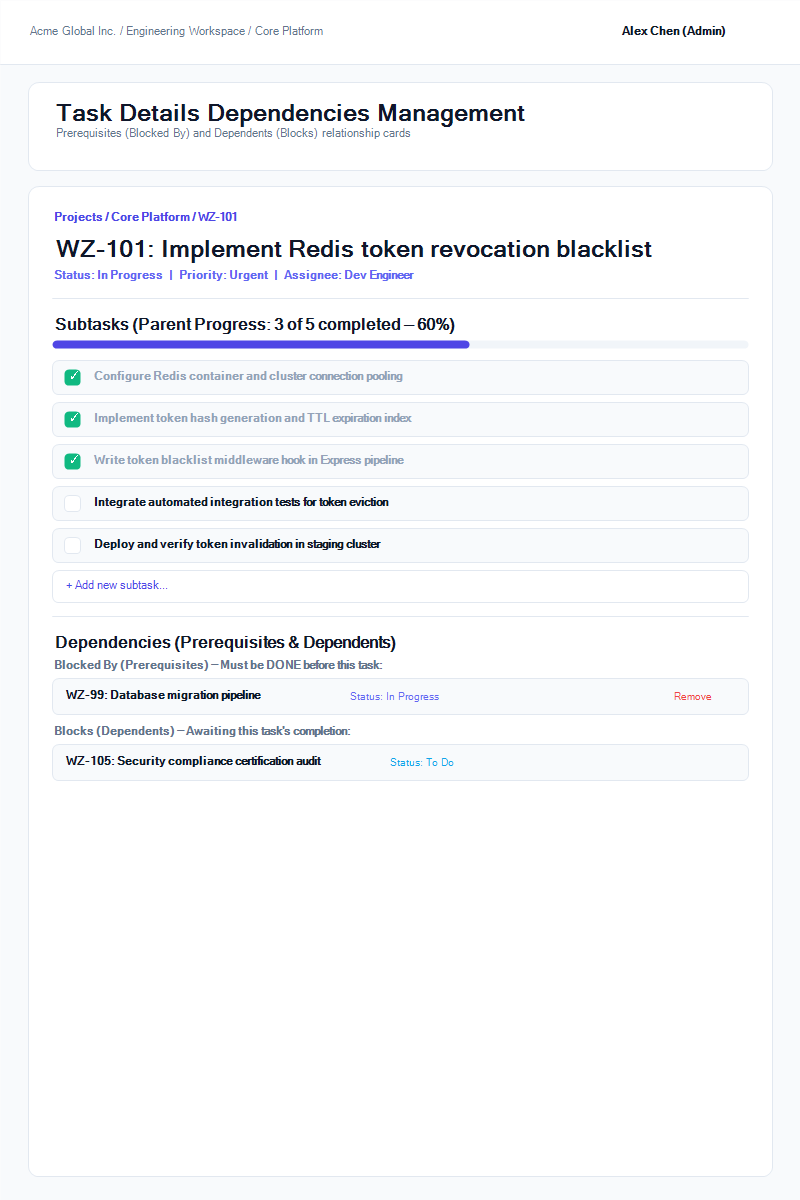 Acme Global Inc. / Engineering Workspace / Core Platform
Alex Chen (Admin)
Task Details Dependencies Management
Prerequisites (Blocked By) and Dependents (Blocks) relationship cards
Projects / Core Platform / WZ-101
WZ-101: Implement Redis token revocation blacklist
Status: In Progress | Priority: Urgent | Assignee: Dev Engineer
Subtasks (Parent Progress: 3 of 5 completed — 60%)
✓ Configure Redis container and cluster connection pooling
✓ Implement token hash generation and TTL expiration index
✓ Write token blacklist middleware hook in Express pipeline
Integrate automated integration tests for token eviction
Deploy and verify token invalidation in staging cluster
+ Add new subtask...
Dependencies (Prerequisites & Dependents)
Blocked By (Prerequisites) — Must be DONE before this task:
WZ-99: Database migration pipeline Status: In Progress Remove
Blocks (Dependents) — Awaiting this task's completion:
WZ-105: Security compliance certification audit Status: To Do